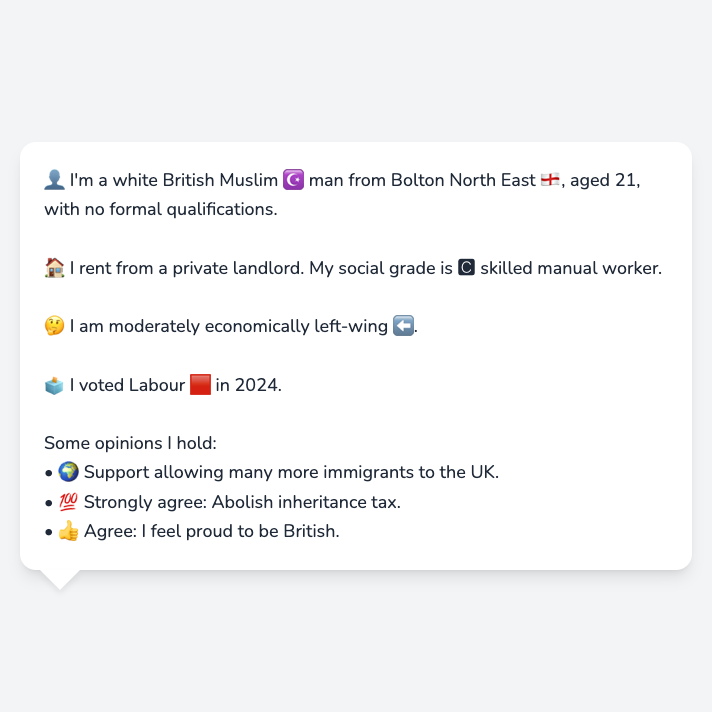 👤 I'm a white British Muslim ☪️ man from Bolton North East 🏴󠁧󠁢󠁥󠁮󠁧󠁿, aged 21,
with no formal qualifications.
🏠 I rent from a private landlord. My social grade is 🅲 skilled manual worker.
🤔 I am moderately economically left-wing ⬅️.
🗳️ I voted Labour 🟥 in 2024.
Some opinions I hold:
• 🌍 Support allowing many more immigrants to the UK.
• 💯 Strongly agree: Abolish inheritance tax.
• 👍 Agree: I feel proud to be British.